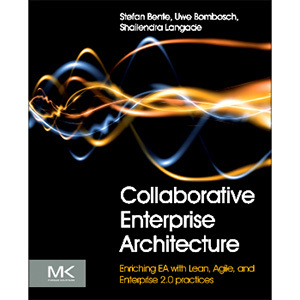 Stefan Bente, Uwe Bombosch,
Shailendra Langade
Collaborative
Enterprise
Architecture
Enriching EA with Lean, Agile, and
Enterprise 2.0 practices
MK